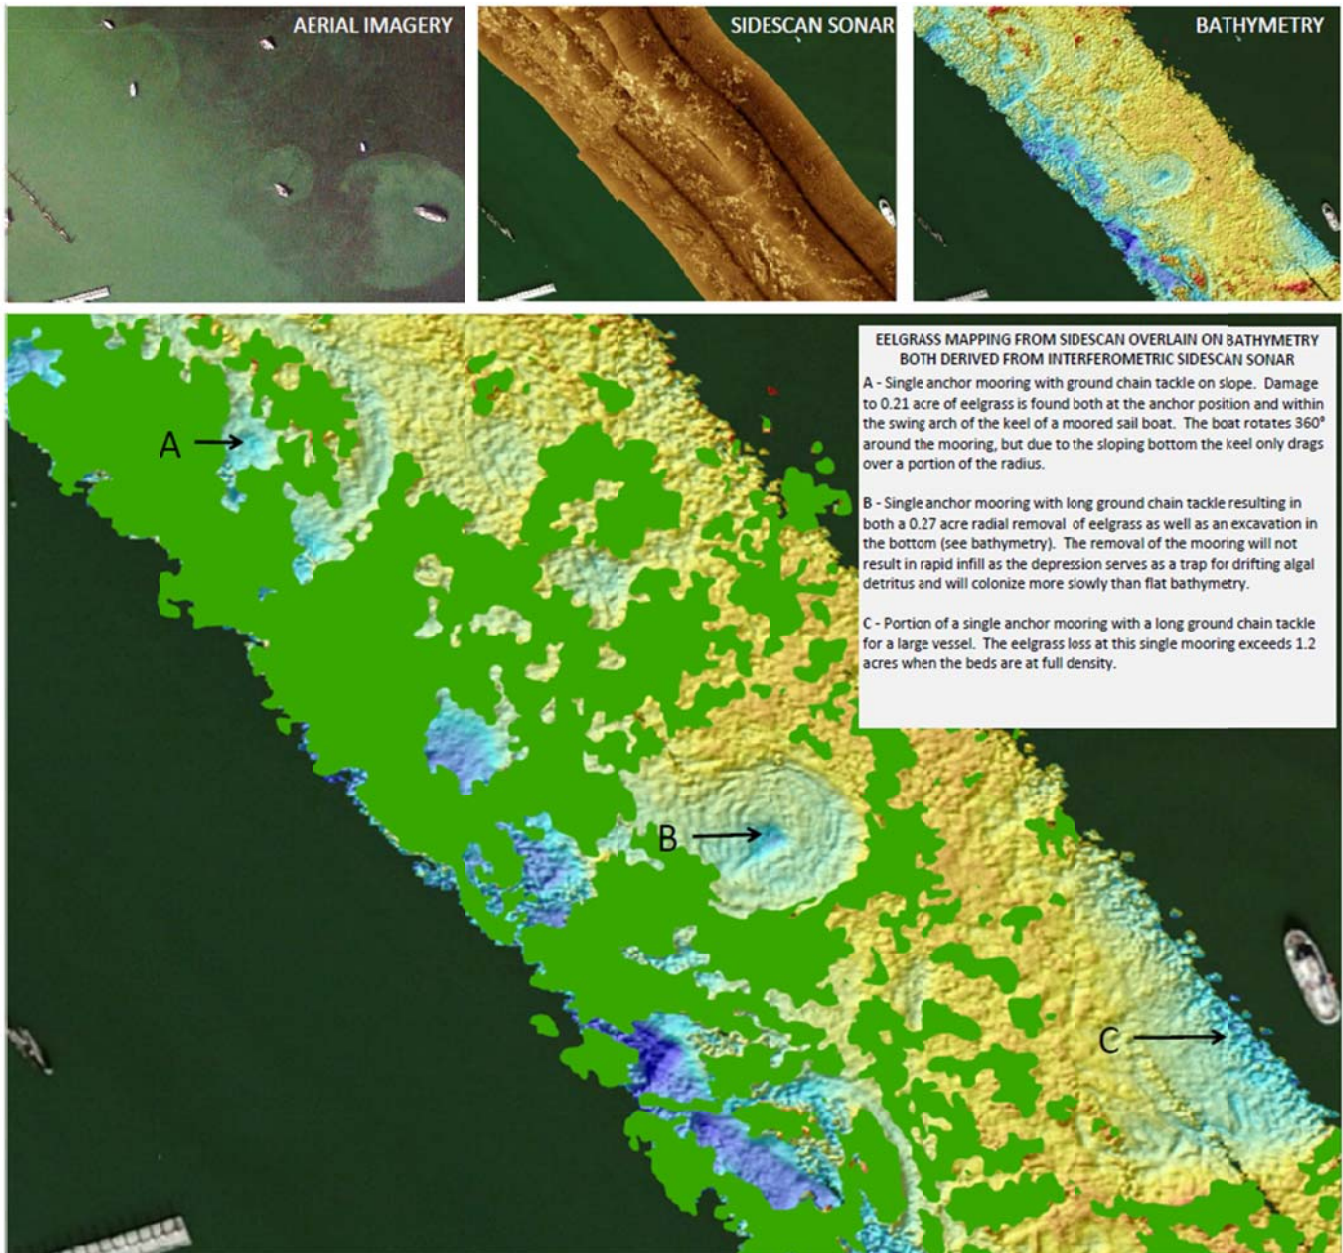 AERIAL IMAGERY
SIDESCAN SONAR
BATHYMETRY
EELGRASS MAPPING FROM SIDESCAN OVERLAIN ON BATHYMETRY
BOTH DERIVED FROM INTERFEROMETRIC SIDESCAN SONAR
A - Single anchor mooring with ground chain tackle on slope. Damage
to 0.21 acre of eelgrass is found both at the anchor position and within
the swing arch of the keel of a moored sail boat. The boat rotates 360°
around the mooring, but due to the sloping bottom the keel only drags
over a portion of the radius.
B - Single anchor mooring with long ground chain tackle resulting in
both a 0.27 acre radial removal of eelgrass as well as an excavation in
the bottom (see bathymetry). The removal of the mooring will not
result in rapid infill as the depression serves as a trap for drifting algal
detritus and will colonize more slowly than flat bathymetry.
C - Portion of a single anchor mooring with a long ground chain tackle
for a large vessel. The eelgrass loss at this single mooring exceeds 1.2
acres when the beds are at full density.
A
B
C